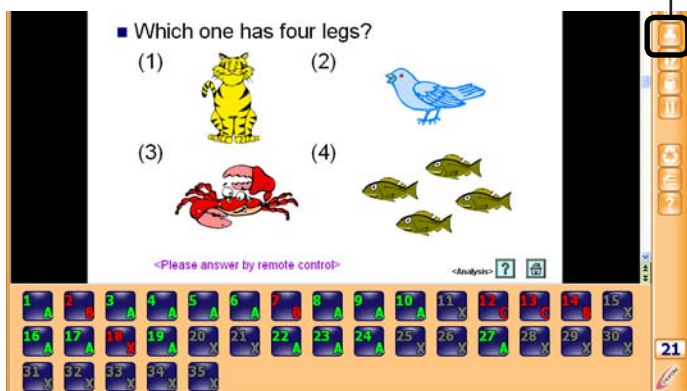 Which one has four legs?
(1) (2)
(3) (4)
<Please answer by remote control>
<Analysis> ?
1 A 2 B 3 A 4 A 5 A 6 A 7 B 8 A 9 A 10 A 11 X 12 C 13 C 14 B 15 X
16 A 17 A 18 X 19 A 20 X 21 X 22 A 23 A 24 A 25 X 26 X 27 A 28 X 29 X 30 X
31 X 32 X 33 X 34 X 35 X
?
21